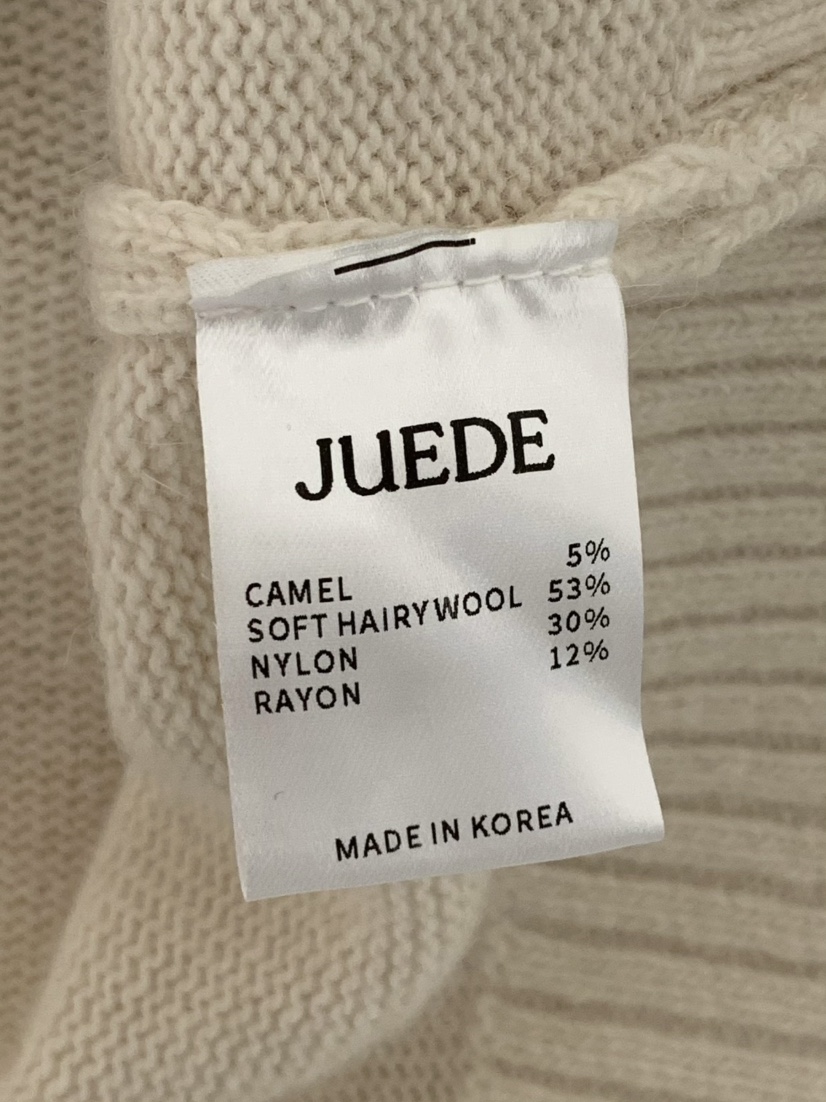 JUEDE
CAMEL 5%
SOFT HAIRYWOOL 53%
NYLON 30%
RAYON 12%
MADE IN KOREA